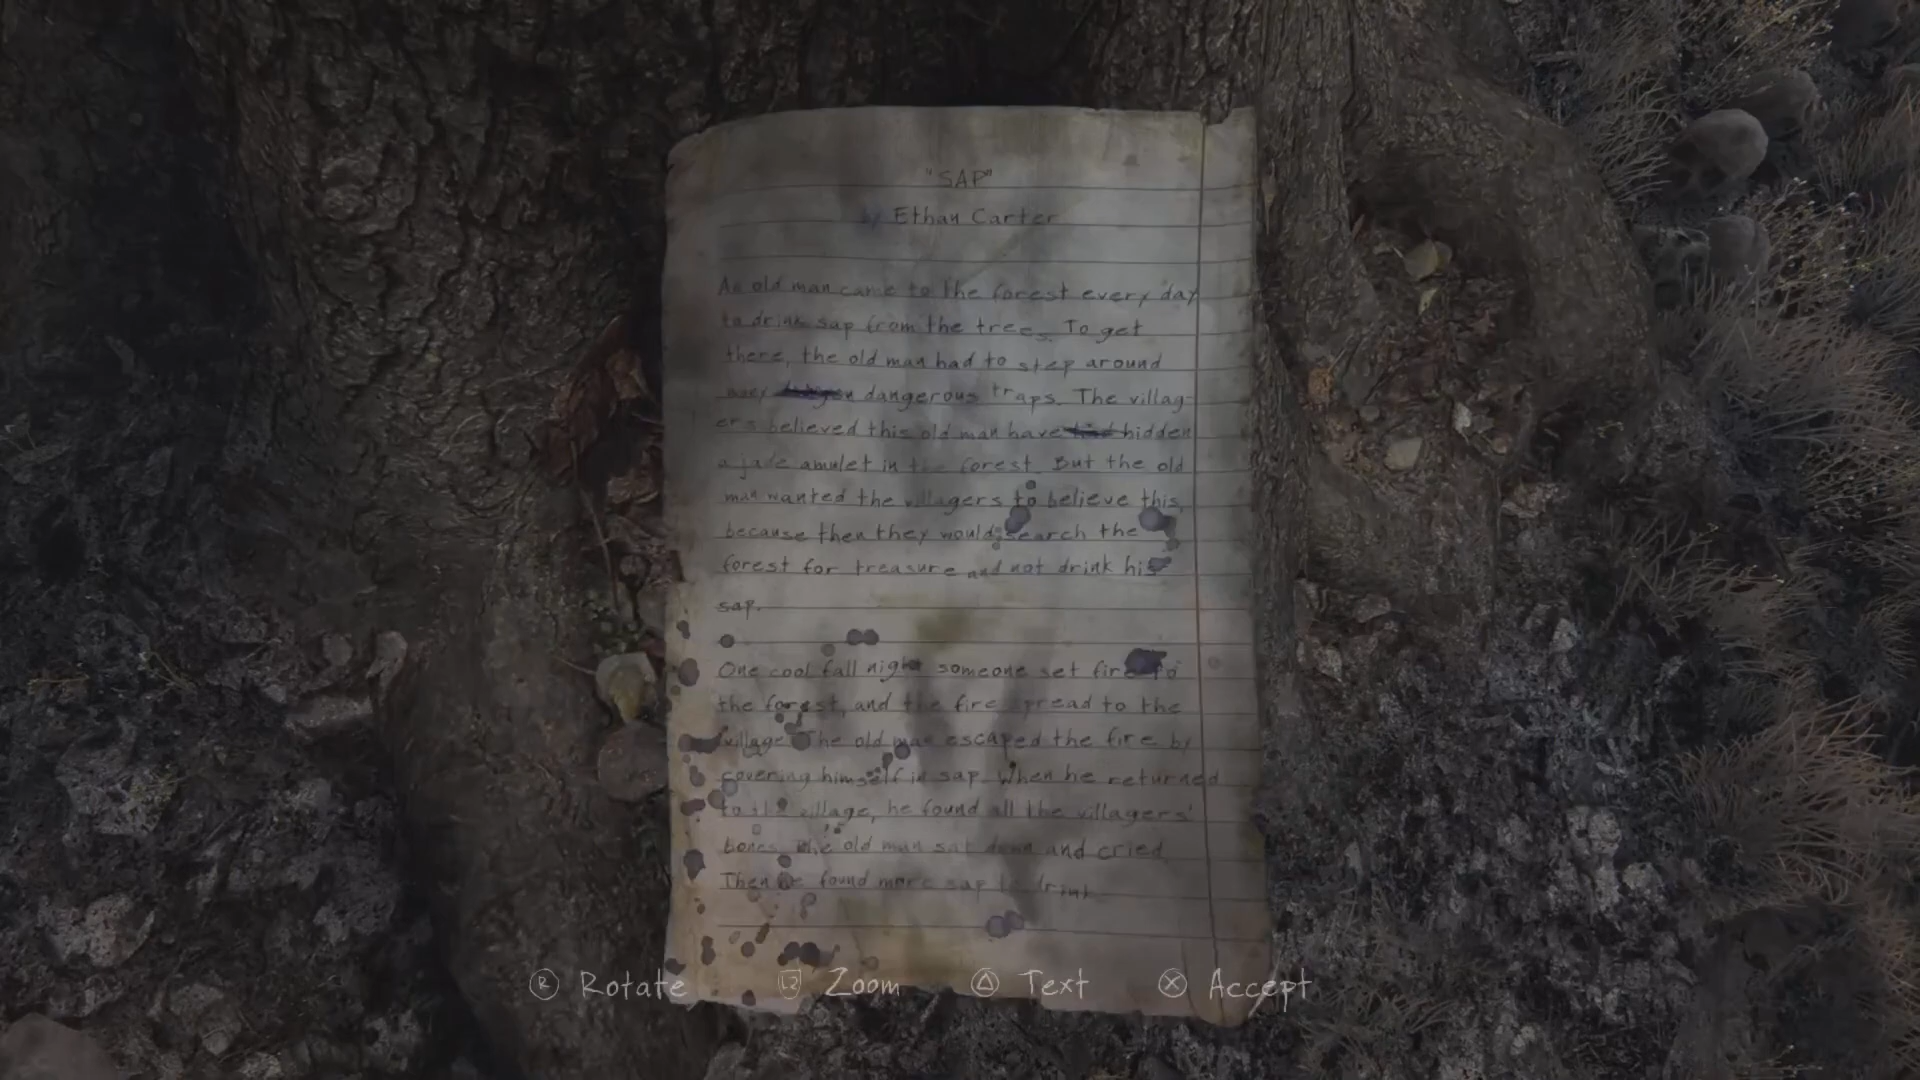 "SAP"
by Ethan Carter
An old man came to the forest every day
to drink sap from the trees. To get
there, the old man had to step around
many dangerous traps. The villag-
ers believed this old man have hidden
a jade amulet in the forest. But the old
man wanted the villagers to believe this,
because then they would search the
forest for treasure and not drink his
sap.
One cool fall night someone set fire to
the forest, and the fire spread to the
village. The old man escaped the fire by
covering himself in sap. When he returned
to the village, he found all the villagers'
bones. The old man sat down and cried
Then he found more sap to drink.
R Rotate L2 Zoom Text Accept